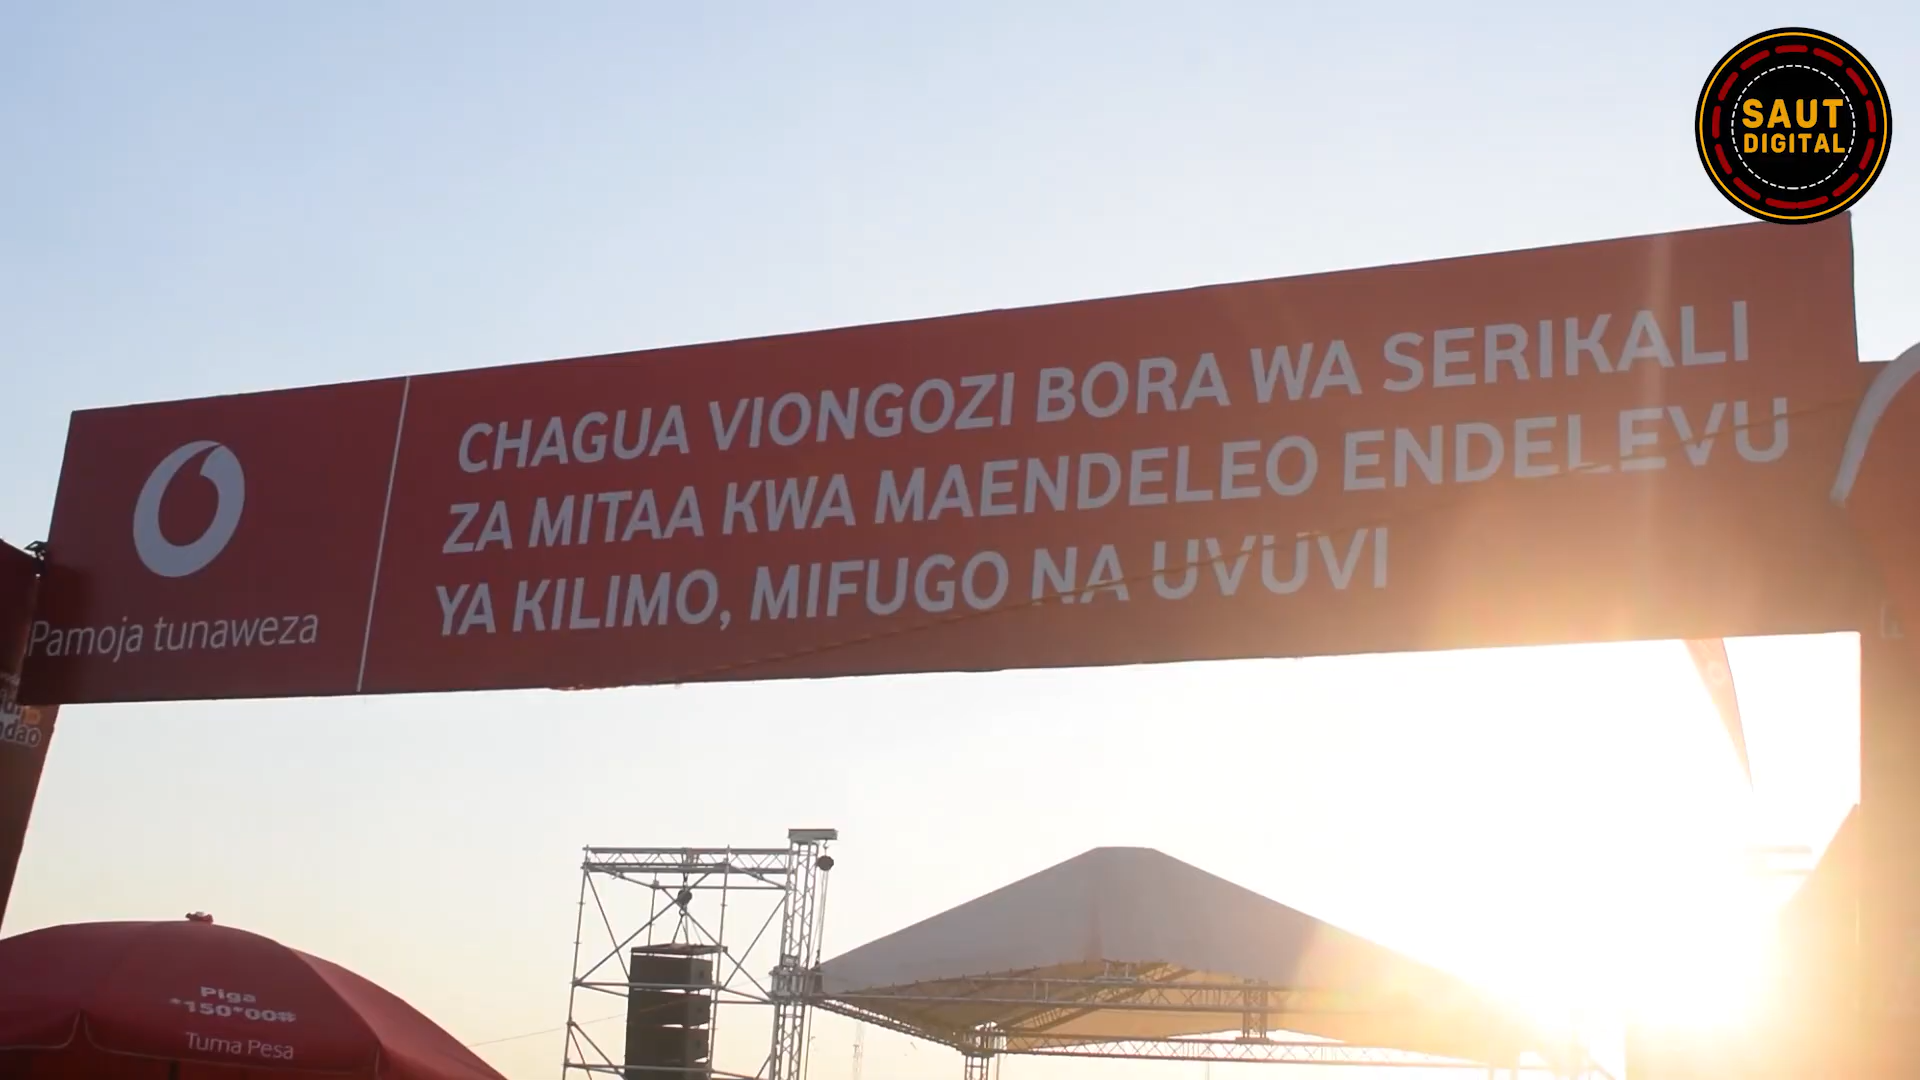 SAUT
DIGITAL
CHAGUA VIONGOZI BORA WA SERIKALI
ZA MITAA KWA MAENDELEO ENDELEVU
YA KILIMO, MIFUGO NA UVUVI
Pamoja tunaweza
Piga
*150*00#
Tuma Pesa